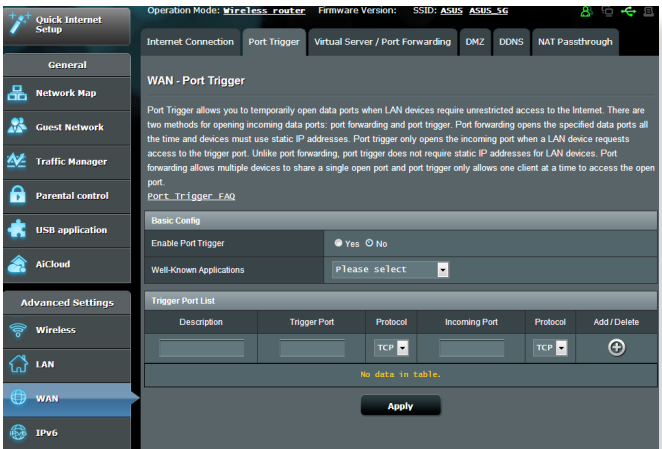 Quick Internet
Setup
Operation Mode: Wireless router Firmware Version: SSID: ASUS ASUS_5G
Internet Connection Port Trigger Virtual Server / Port Forwarding DMZ DDNS NAT Passthrough
General
Network Map
Guest Network
Traffic Manager
Parental control
USB application
AiCloud
Advanced Settings
Wireless
LAN
WAN
IPv6
WAN - Port Trigger
Port Trigger allows you to temporarily open data ports when LAN devices require unrestricted access to the Internet. There are
two methods for opening incoming data ports: port forwarding and port trigger. Port forwarding opens the specified data ports all
the time and devices must use static IP addresses. Port trigger only opens the incoming port when a LAN device requests
access to the trigger port. Unlike port forwarding, port trigger does not require static IP addresses for LAN devices. Port
forwarding allows multiple devices to share a single open port and port trigger only allows one client at a time to access the open
port.
Port Trigger FAQ
Basic Config
Enable Port Trigger Yes No
Well-Known Applications Please select
Trigger Port List
Description Trigger Port Protocol Incoming Port Protocol Add / Delete
TCP TCP
No data in table.
Apply